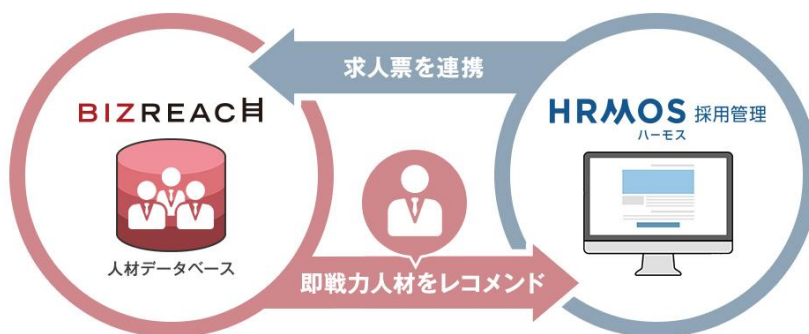 求人票を連携
BIZREACH
HRMOS 採用管理
ハーモス
人材データベース
即戦力人材をレコメンド